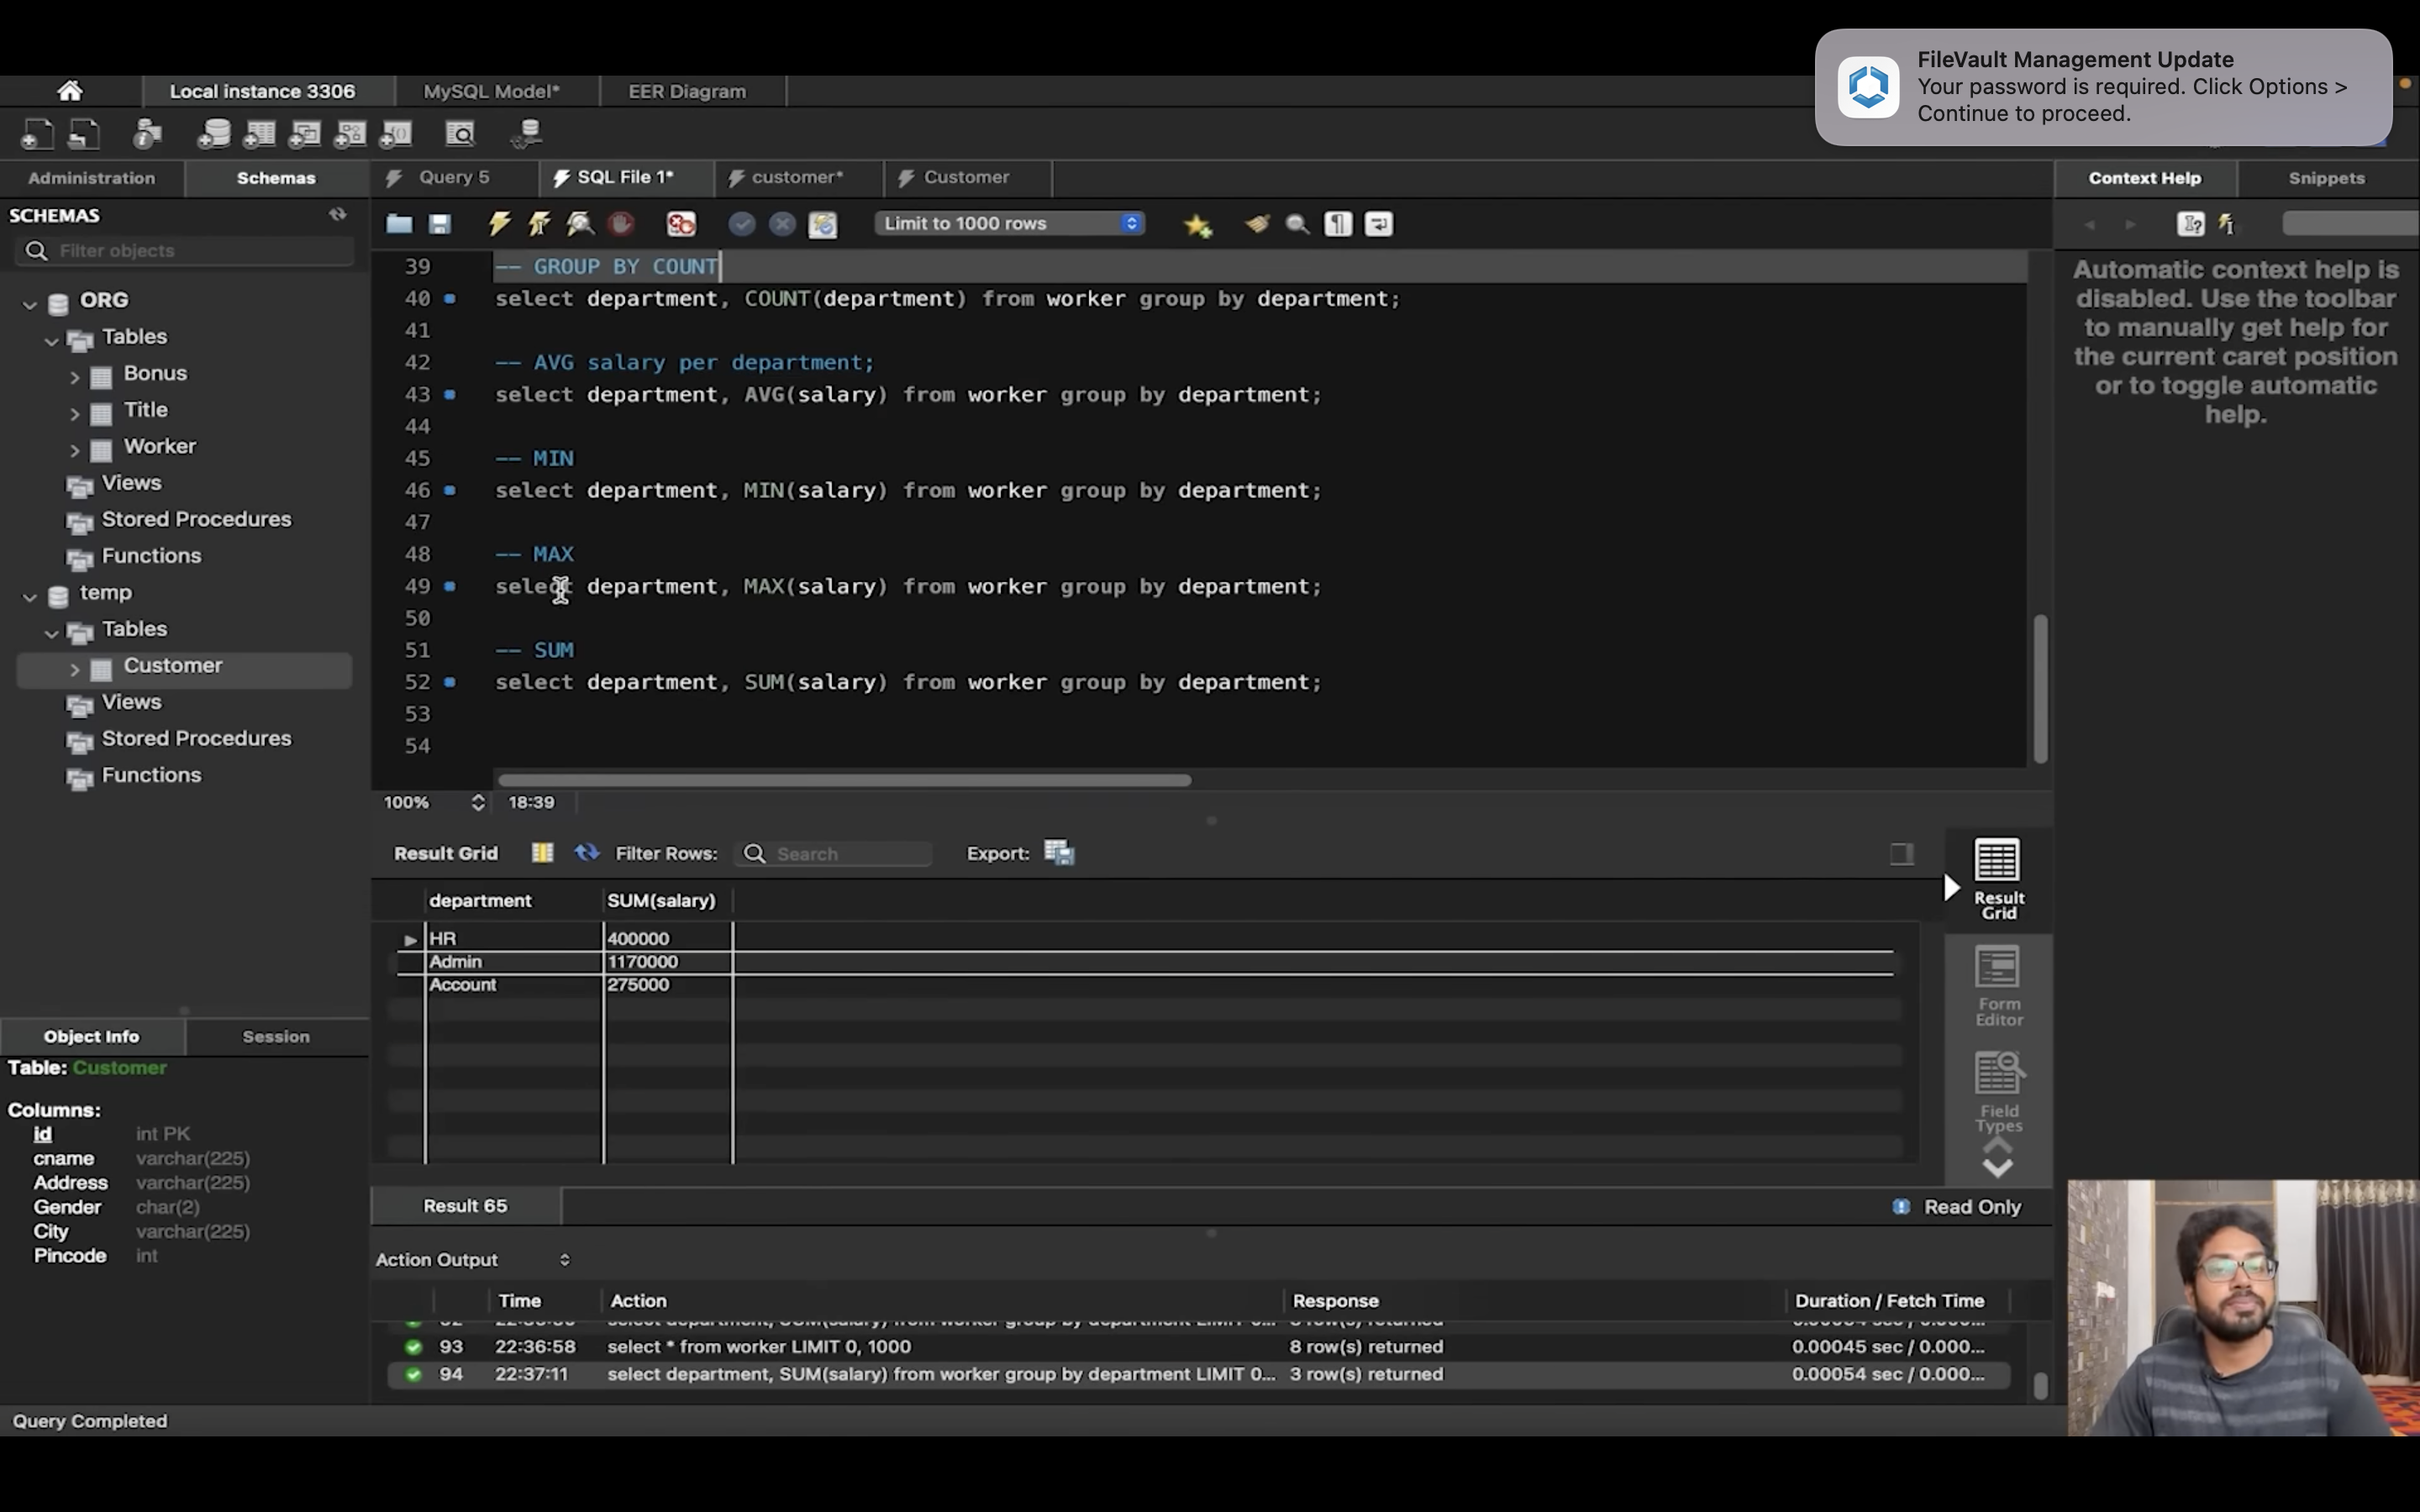 FileVault Management Update
Your password is required. Click Options >
Continue to proceed.
Local instance 3306
MySQL Model*
EER Diagram
Administration
Schemas
Query 5
SQL File 1*
customer*
Customer
Context Help
Snippets
SCHEMAS
Filter objects
Limit to 1000 rows
ORG
Tables
Bonus
Title
Worker
Views
Stored Procedures
Functions
temp
Tables
Customer
Views
Stored Procedures
Functions
39 -- GROUP BY COUNT
40 select department, COUNT(department) from worker group by department;
41
42 -- AVG salary per department;
43 select department, AVG(salary) from worker group by department;
44
45 -- MIN
46 select department, MIN(salary) from worker group by department;
47
48 -- MAX
49 select department, MAX(salary) from worker group by department;
50
51 -- SUM
52 select department, SUM(salary) from worker group by department;
53
54
Automatic context help is
disabled. Use the toolbar
to manually get help for
the current caret position
or to toggle automatic
help.
100%
18:39
Result Grid
Filter Rows:
Search
Export:
department SUM(salary)
HR 400000
Admin 1170000
Account 275000
Result
Grid
Form
Editor
Field
Types
Object Info
Session
Table: Customer
Columns:
id int PK
cname varchar(225)
Address varchar(225)
Gender char(2)
City varchar(225)
Pincode int
Result 65
Read Only
Action Output
Time Action Response Duration / Fetch Time
93 22:36:58 select * from worker LIMIT 0, 1000 8 row(s) returned 0.00045 sec / 0.000...
94 22:37:11 select department, SUM(salary) from worker group by department LIMIT 0... 3 row(s) returned 0.00054 sec / 0.000...
Query Completed